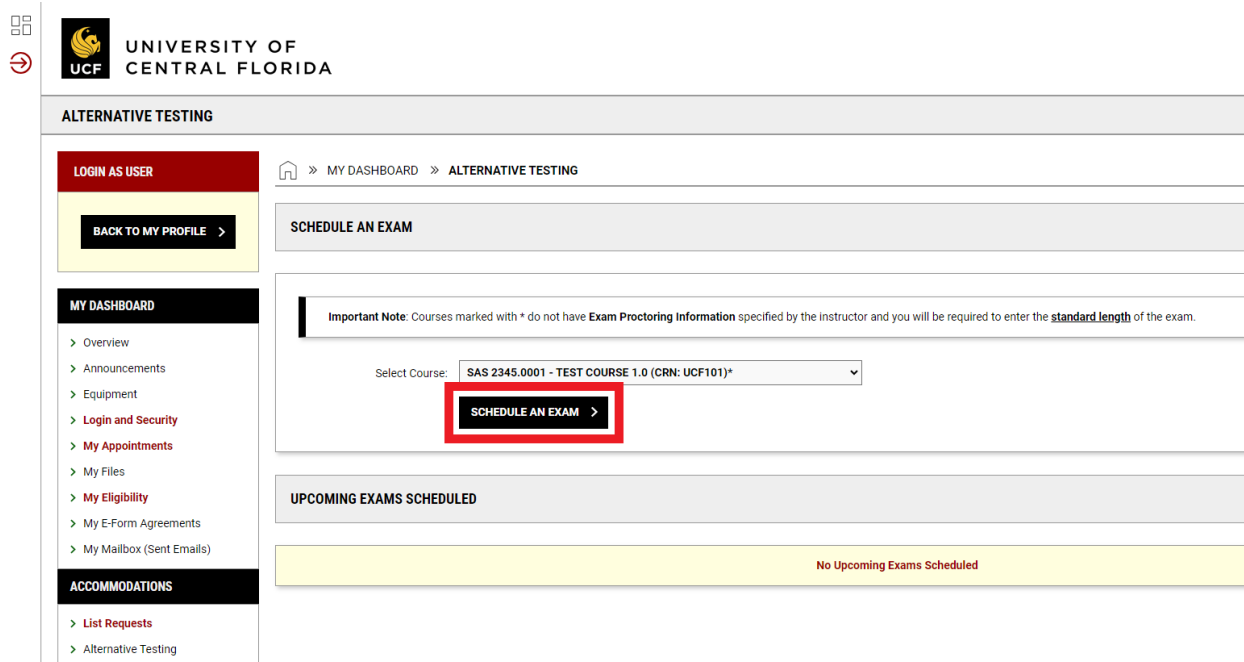 UCF
UNIVERSITY OF
CENTRAL FLORIDA
ALTERNATIVE TESTING
LOGIN AS USER
BACK TO MY PROFILE
MY DASHBOARD
Overview
Announcements
Equipment
Login and Security
My Appointments
My Files
My Eligibility
My E-Form Agreements
My Mailbox (Sent Emails)
ACCOMMODATIONS
List Requests
Alternative Testing
» MY DASHBOARD » ALTERNATIVE TESTING
SCHEDULE AN EXAM
Important Note: Courses marked with * do not have Exam Proctoring Information specified by the instructor and you will be required to enter the standard length of the exam.
Select Course: SAS 2345.0001 - TEST COURSE 1.0 (CRN: UCF101)*
SCHEDULE AN EXAM
UPCOMING EXAMS SCHEDULED
No Upcoming Exams Scheduled